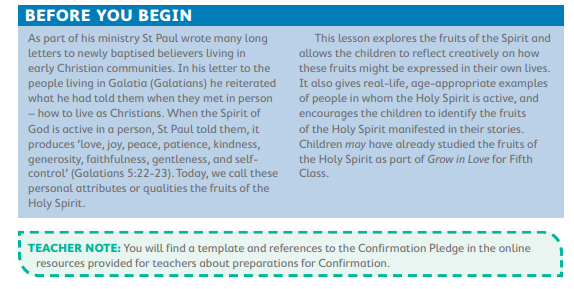 BEFORE YOU BEGIN
As part of his ministry St Paul wrote many long
letters to newly baptised believers living in
early Christian communities. In his letter to the
people living in Galatia (Galatians) he reiterated
what he had told them when they met in person
– how to live as Christians. When the Spirit of
God is active in a person, St Paul told them, it
produces ‘love, joy, peace, patience, kindness,
generosity, faithfulness, gentleness, and self-
control’ (Galatians 5:22–23). Today, we call these
personal attributes or qualities the fruits of the
Holy Spirit.
This lesson explores the fruits of the Spirit and
allows the children to reflect creatively on how
these fruits might be expressed in their own lives.
It also gives real-life, age-appropriate examples
of people in whom the Holy Spirit is active, and
encourages the children to identify the fruits
of the Holy Spirit manifested in their stories.
Children may have already studied the fruits of
the Holy Spirit as part of Grow in Love for Fifth
Class.
TEACHER NOTE: You will find a template and references to the Confirmation Pledge in the online
resources provided for teachers about preparations for Confirmation.